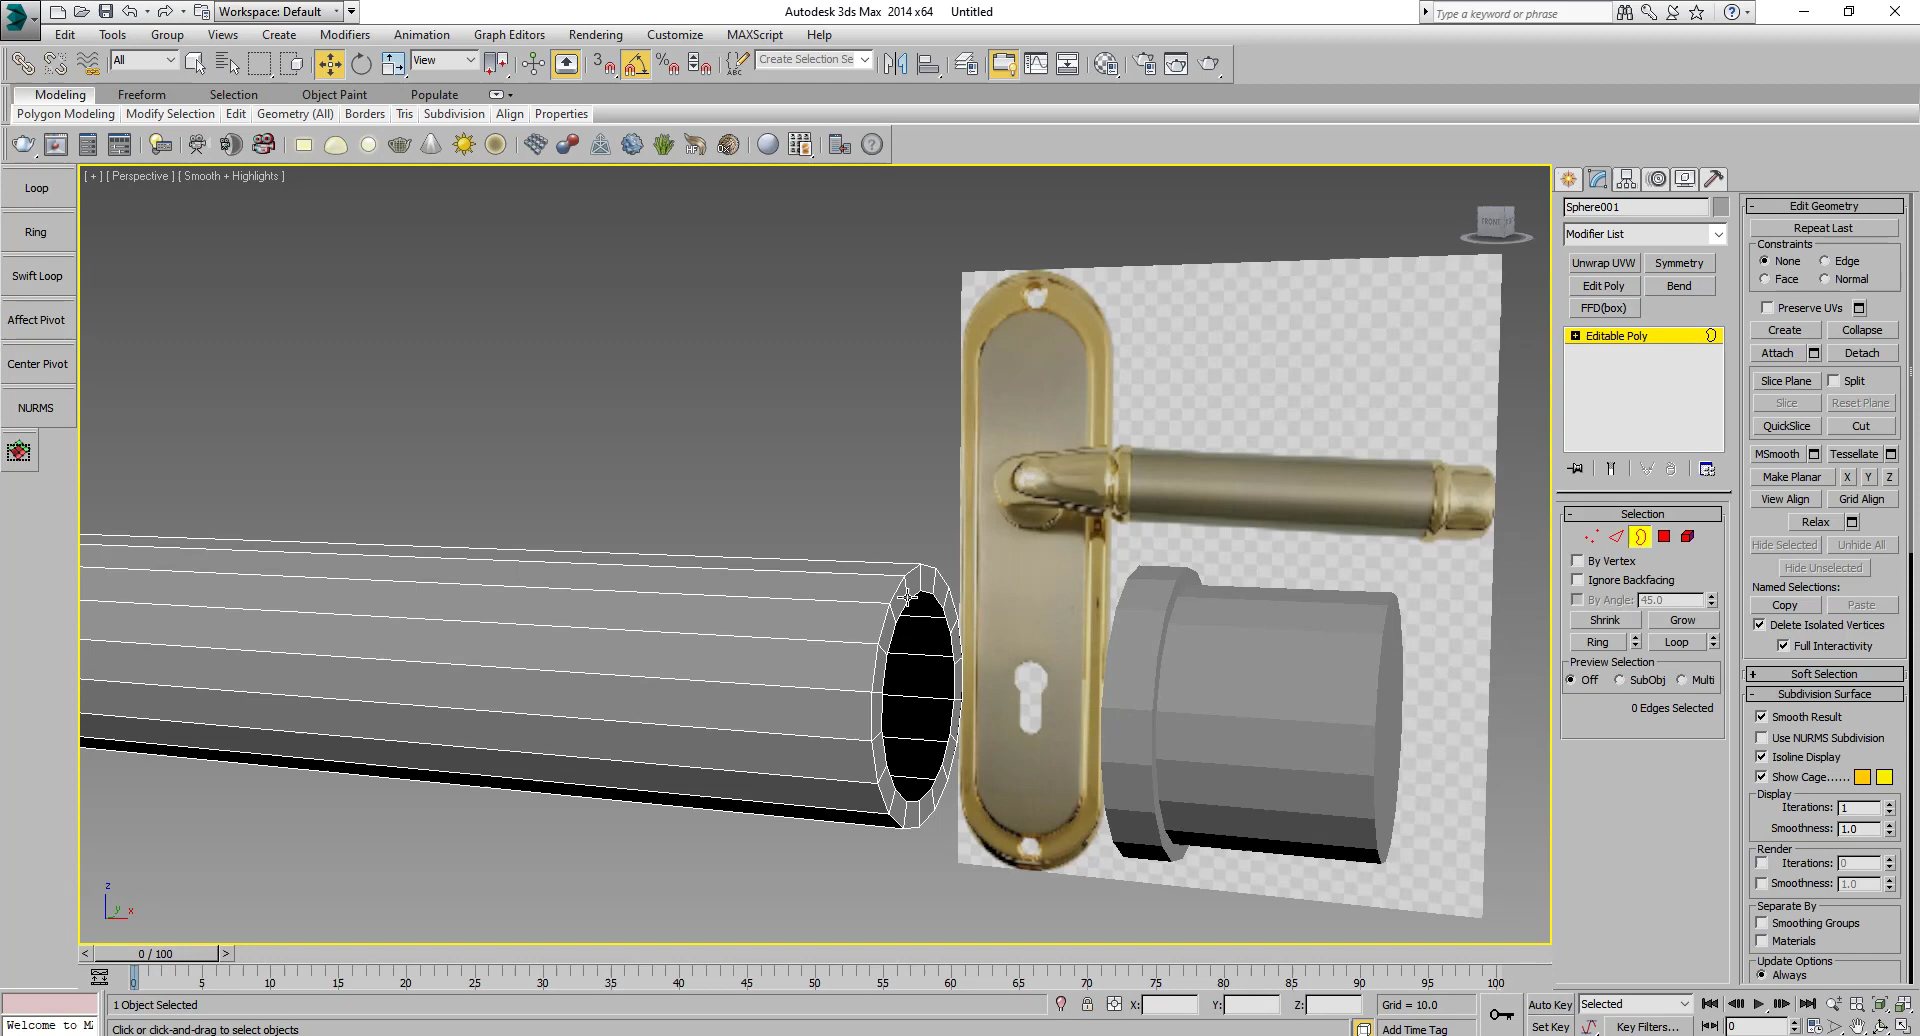 Workspace: Default
Autodesk 3ds Max 2014 x64 Untitled
Type a keyword or phrase
Edit Tools Group Views Create Modifiers Animation Graph Editors Rendering Customize MAXScript Help
All
View
3
Create Selection Se
Modeling Freeform Selection Object Paint Populate
Polygon Modeling Modify Selection Edit Geometry (All) Borders Tris Subdivision Align Properties
Loop
Ring
Swift Loop
Affect Pivot
Center Pivot
NURMS
[ + ] [ Perspective ] [ Smooth + Highlights ]
FRONT
z
y x
Sphere001
Modifier List
Unwrap UVW Symmetry
Edit Poly Bend
FFD(box)
Editable Poly
Selection
By Vertex
Ignore Backfacing
By Angle: 45.0
Shrink Grow
Ring Loop
Preview Selection
Off SubObj Multi
0 Edges Selected
Edit Geometry
Repeat Last
Constraints
None Edge
Face Normal
Preserve UVs
Create Collapse
Attach Detach
Slice Plane Split
Slice Reset Plane
QuickSlice Cut
MSmooth Tessellate
Make Planar X Y Z
View Align Grid Align
Relax
Hide Selected Unhide All
Hide Unselected
Named Selections:
Copy Paste
Delete Isolated Vertices
Full Interactivity
Soft Selection
Subdivision Surface
Smooth Result
Use NURMS Subdivision
Isoline Display
Show Cage......
Display
Iterations: 1
Smoothness: 1.0
Render
Iterations: 0
Smoothness: 1.0
Separate By
Smoothing Groups
Materials
Update Options
Always
< 0 / 100 >
0 5 10 15 20 25 30 35 40 45 50 55 60 65 70 75 80 85 90 95 100
1 Object Selected
X: Y: Z: Grid = 10.0
Auto Key Selected
Welcome to M
Click or click-and-drag to select objects
Add Time Tag
Set Key Key Filters... 0